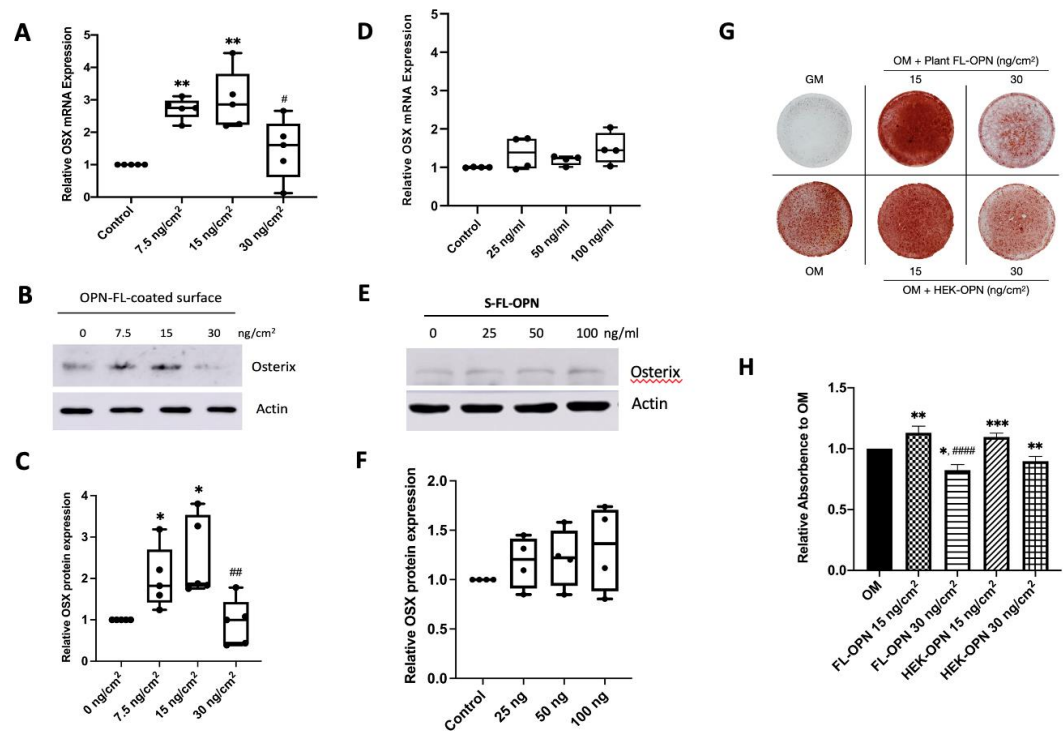 A
Relative OSX mRNA Expression
5
4
3
2
1
0
**
**
#
Control
7.5 ng/cm²
15 ng/cm²
30 ng/cm²
B
OPN-FL-coated surface
0 7.5 15 30 ng/cm²
Osterix
Actin
C
Relative OSX protein expression
4
3
2
1
0
*
*
##
0 ng/cm²
7.5 ng/cm²
15 ng/cm²
30 ng/cm²
D
Relative OSX mRNA Expression
5
4
3
2
1
0
Control
25 ng/ml
50 ng/ml
100 ng/ml
E
S-FL-OPN
0 25 50 100 ng/ml
Osterix
Actin
F
Relative OSX protein expression
2.0
1.5
1.0
0.5
0.0
Control
25 ng
50 ng
100 ng
G
OM + Plant FL-OPN (ng/cm²)
GM 15 30
OM 15 30
OM + HEK-OPN (ng/cm²)
H
Relative Absorbence to OM
1.5
1.0
0.5
0.0
**
*, ####
***
**
OM
FL-OPN 15 ng/cm²
FL-OPN 30 ng/cm²
HEK-OPN 15 ng/cm²
HEK-OPN 30 ng/cm²